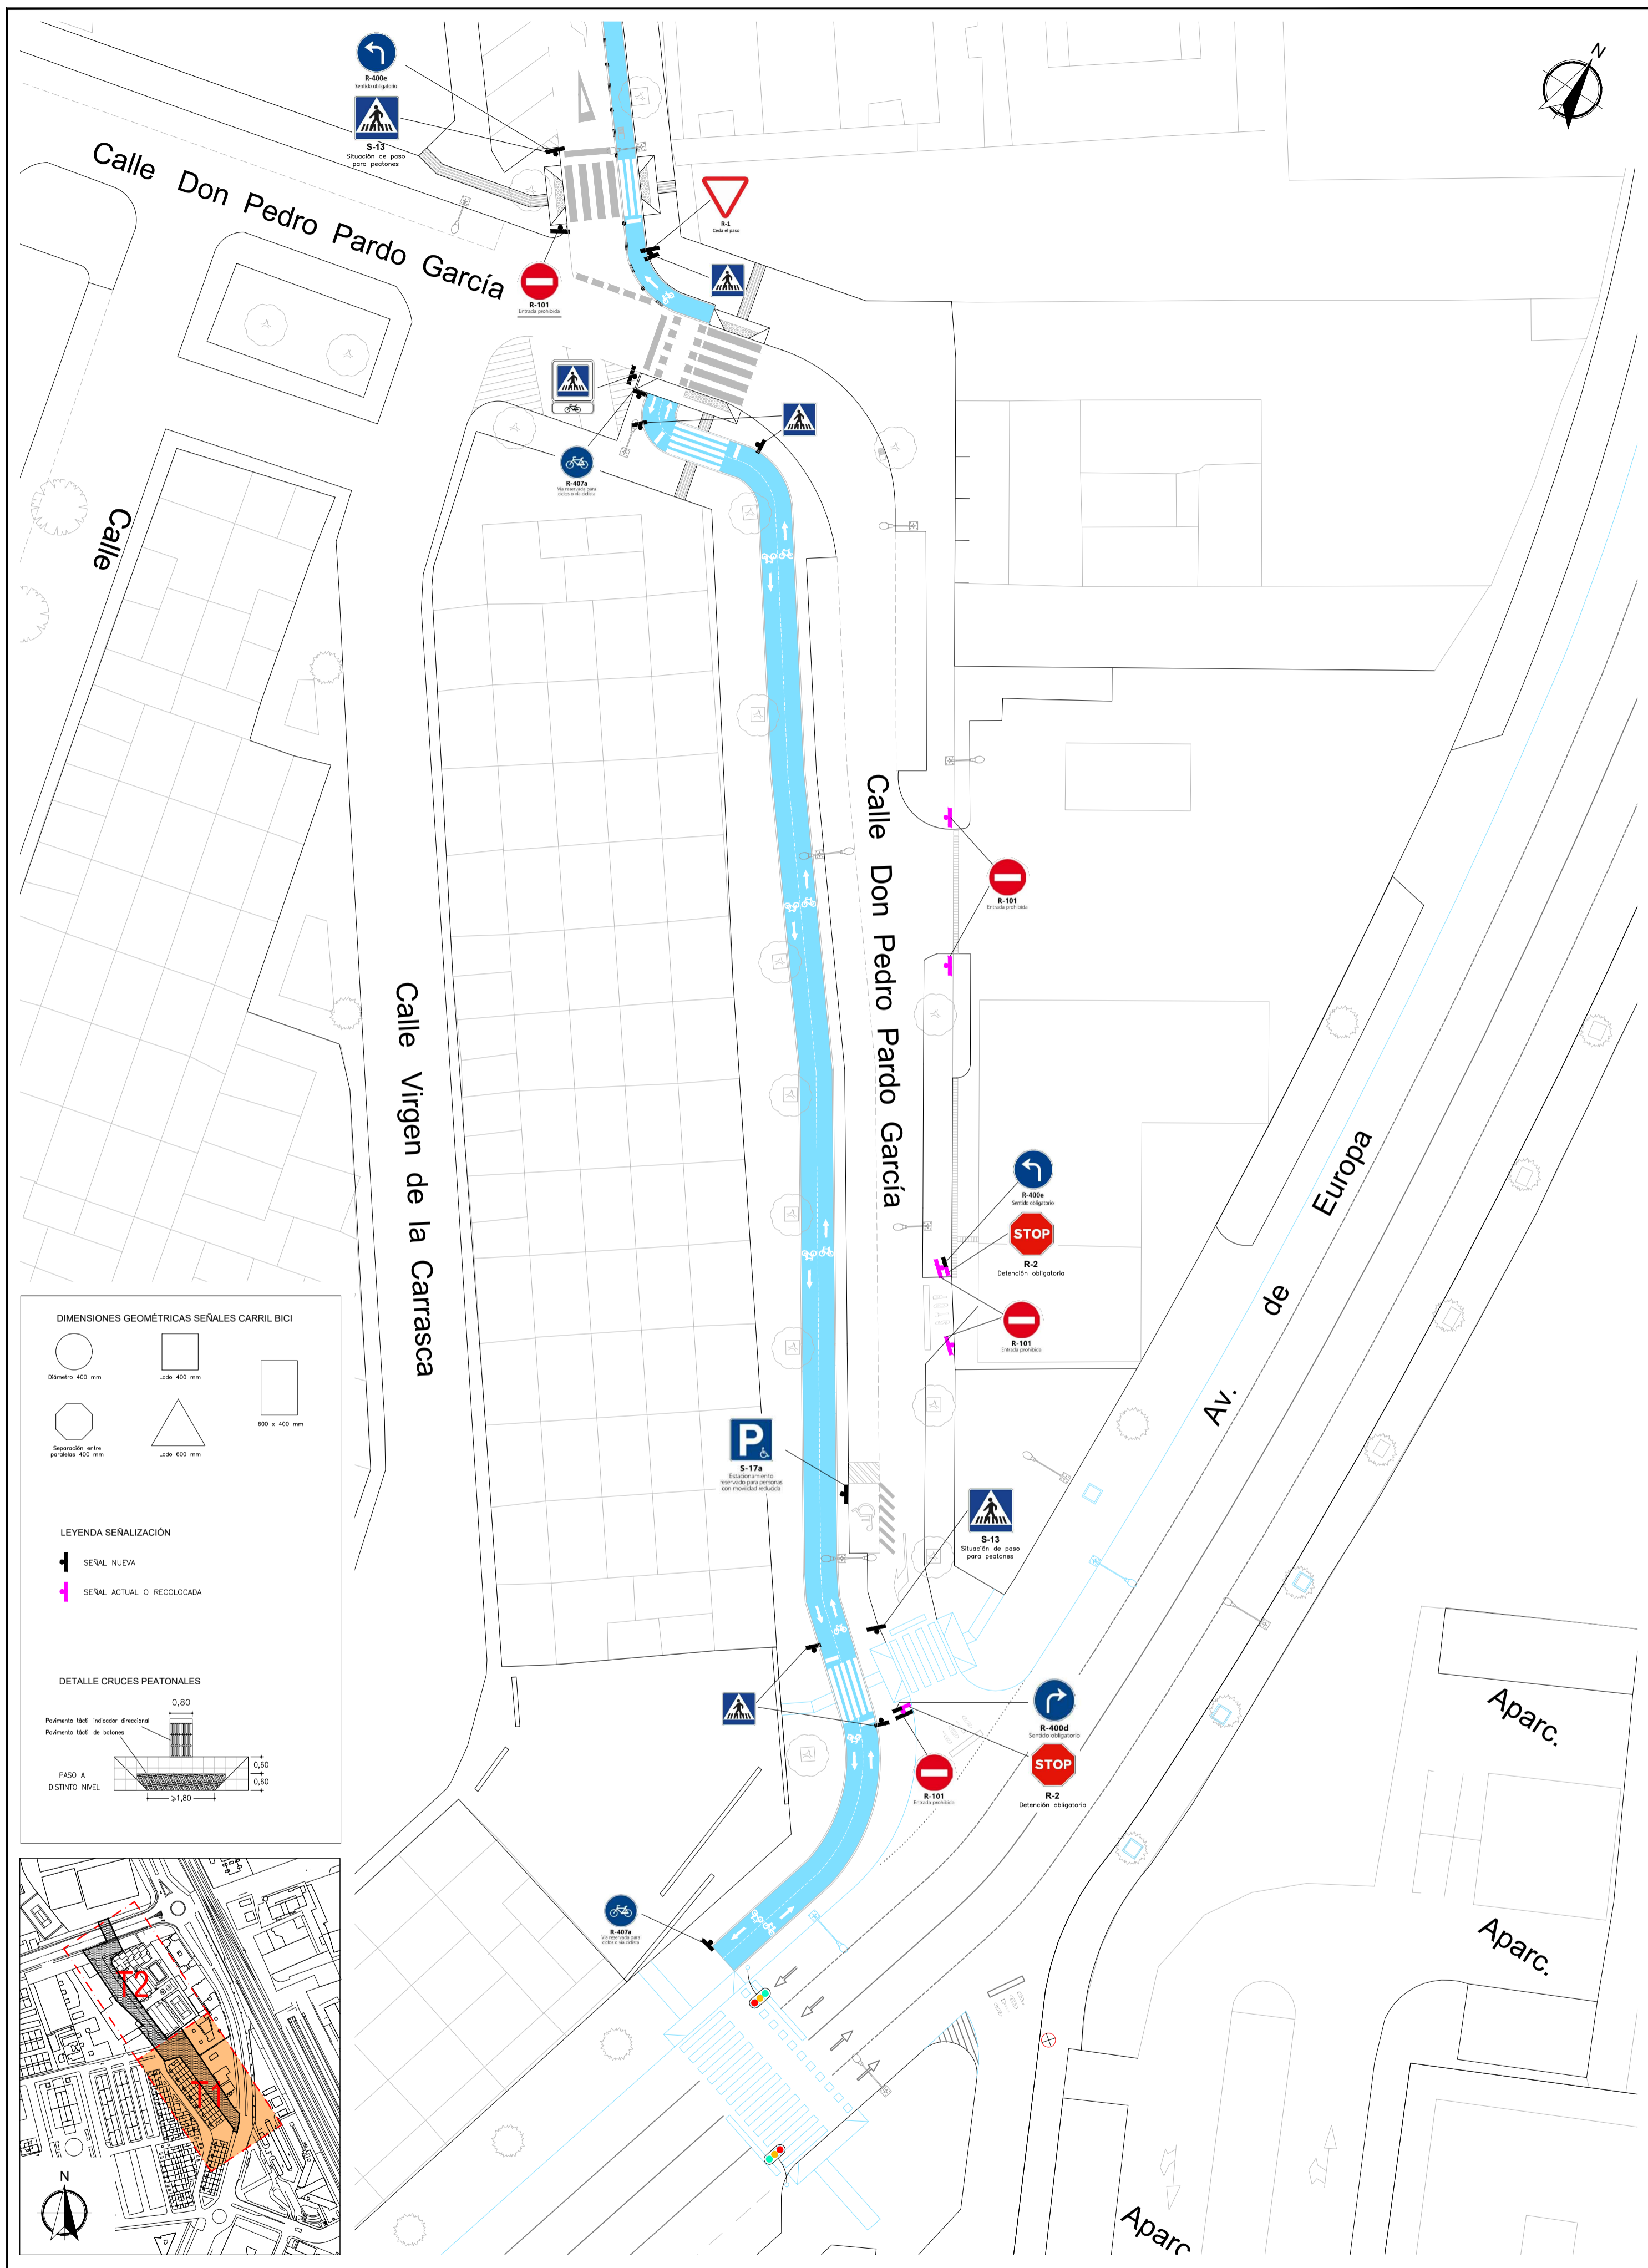 N
R-400e
Sentido obligatorio
S-13
Situación de paso
para peatones
Calle Don Pedro Pardo García
R-1
Ceda el paso
R-101
Entrada prohibida
R-407a
Vía reservada para
ciclos o vía ciclista
Calle
Calle Virgen de la Carrasca
Calle Don Pedro Pardo García
R-101
Entrada prohibida
R-400e
Sentido obligatorio
STOP
R-2
Detención obligatoria
R-101
Entrada prohibida
Av. de Europa
P
S-17a
Estacionamiento
reservado para personas
con movilidad reducida
S-13
Situación de paso
para peatones
R-400d
Sentido obligatorio
STOP
R-2
Detención obligatoria
R-101
Entrada prohibida
R-407a
Vía reservada para
ciclos o vía ciclista
Aparc.
Aparc.
Aparc.
DIMENSIONES GEOMÉTRICAS SEÑALES CARRIL BICI
Diámetro 400 mm
Lado 400 mm
600 x 400 mm
Separación entre
paralelas 400 mm
Lado 600 mm
LEYENDA SEÑALIZACIÓN
SEÑAL NUEVA
SEÑAL ACTUAL O RECOLOCADA
DETALLE CRUCES PEATONALES
0,80
Pavimento táctil indicador direccional
Pavimento táctil de botones
PASO A
DISTINTO NIVEL
0,60
0,60
≥1,80
T2
T1
N